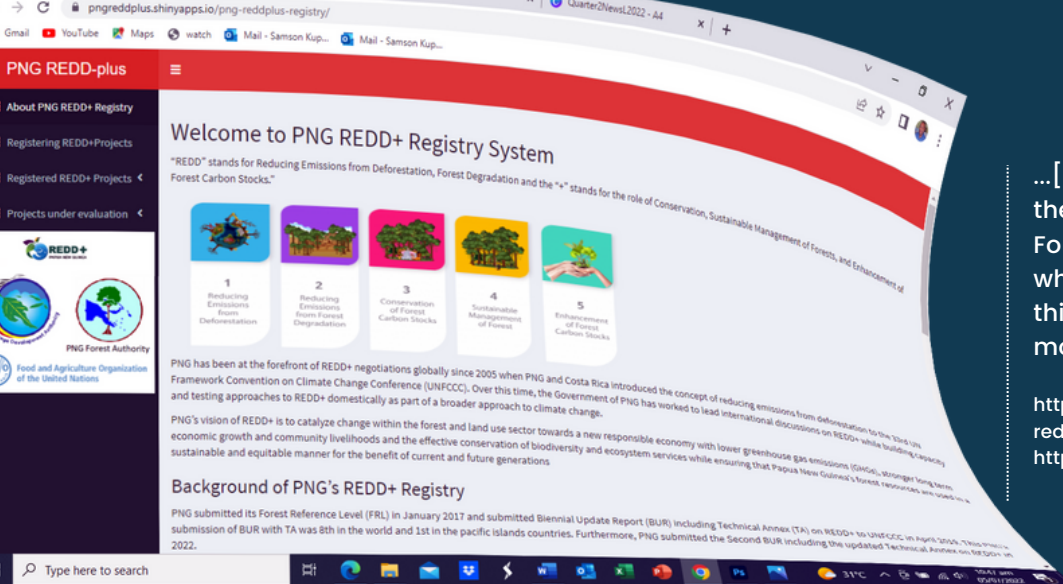 Quarter2NewsL2022 - A4
pngreddplus.shinyapps.io/png-reddplus-registry/
Gmail YouTube Maps watch Mail - Samson Kup... Mail - Samson Kup...
PNG REDD-plus
About PNG REDD+ Registry
Registering REDD+Projects
Registered REDD+ Projects
Projects under evaluation
REDD+
PAPUA NEW GUINEA
PNG Forest Authority
Food and Agriculture Organization
of the United Nations
Welcome to PNG REDD+ Registry System
"REDD" stands for Reducing Emissions from Deforestation, Forest Degradation and the "+" stands for the role of Conservation, Sustainable Management of Forests, and Enhancement of
Forest Carbon Stocks."
1
Reducing
Emissions
from
Deforestation
2
Reducing
Emissions
from Forest
Degradation
3
Conservation
of Forest
Carbon Stocks
4
Sustainable
Management
of Forest
5
Enhancement
of Forest
Carbon Stocks
PNG has been at the forefront of REDD+ negotiations globally since 2005 when PNG and Costa Rica introduced the concept of reducing emissions from deforestation to the UN
Framework Convention on Climate Change Conference (UNFCCC). Over this time, the Government of PNG has worked to lead international discussions on REDD+ while building capacity
and testing approaches to REDD+ domestically as part of a broader approach to climate change.
PNG's vision of REDD+ is to catalyze change within the forest and land use sector towards a new responsible economy with lower greenhouse gas emissions (GHGs), stronger long term
economic growth and community livelihoods and the effective conservation of biodiversity and ecosystem services while ensuring that Papua New Guinea's forest resources are used in a
sustainable and equitable manner for the benefit of current and future generations
Background of PNG's REDD+ Registry
PNG submitted its Forest Reference Level (FRL) in January 2017 and submitted Biennial Update Report (BUR) including Technical Annex (TA) on REDD+ to UNFCCC in April 2019. This
submission of BUR with TA was 8th in the world and 1st in the pacific islands countries. Furthermore, PNG submitted the Second BUR including the updated Technical Annex on REDD+ in
2022.
Type here to search
31°C
10:41 am
...[
the
Fo
wh
thi
mo
http
red
http